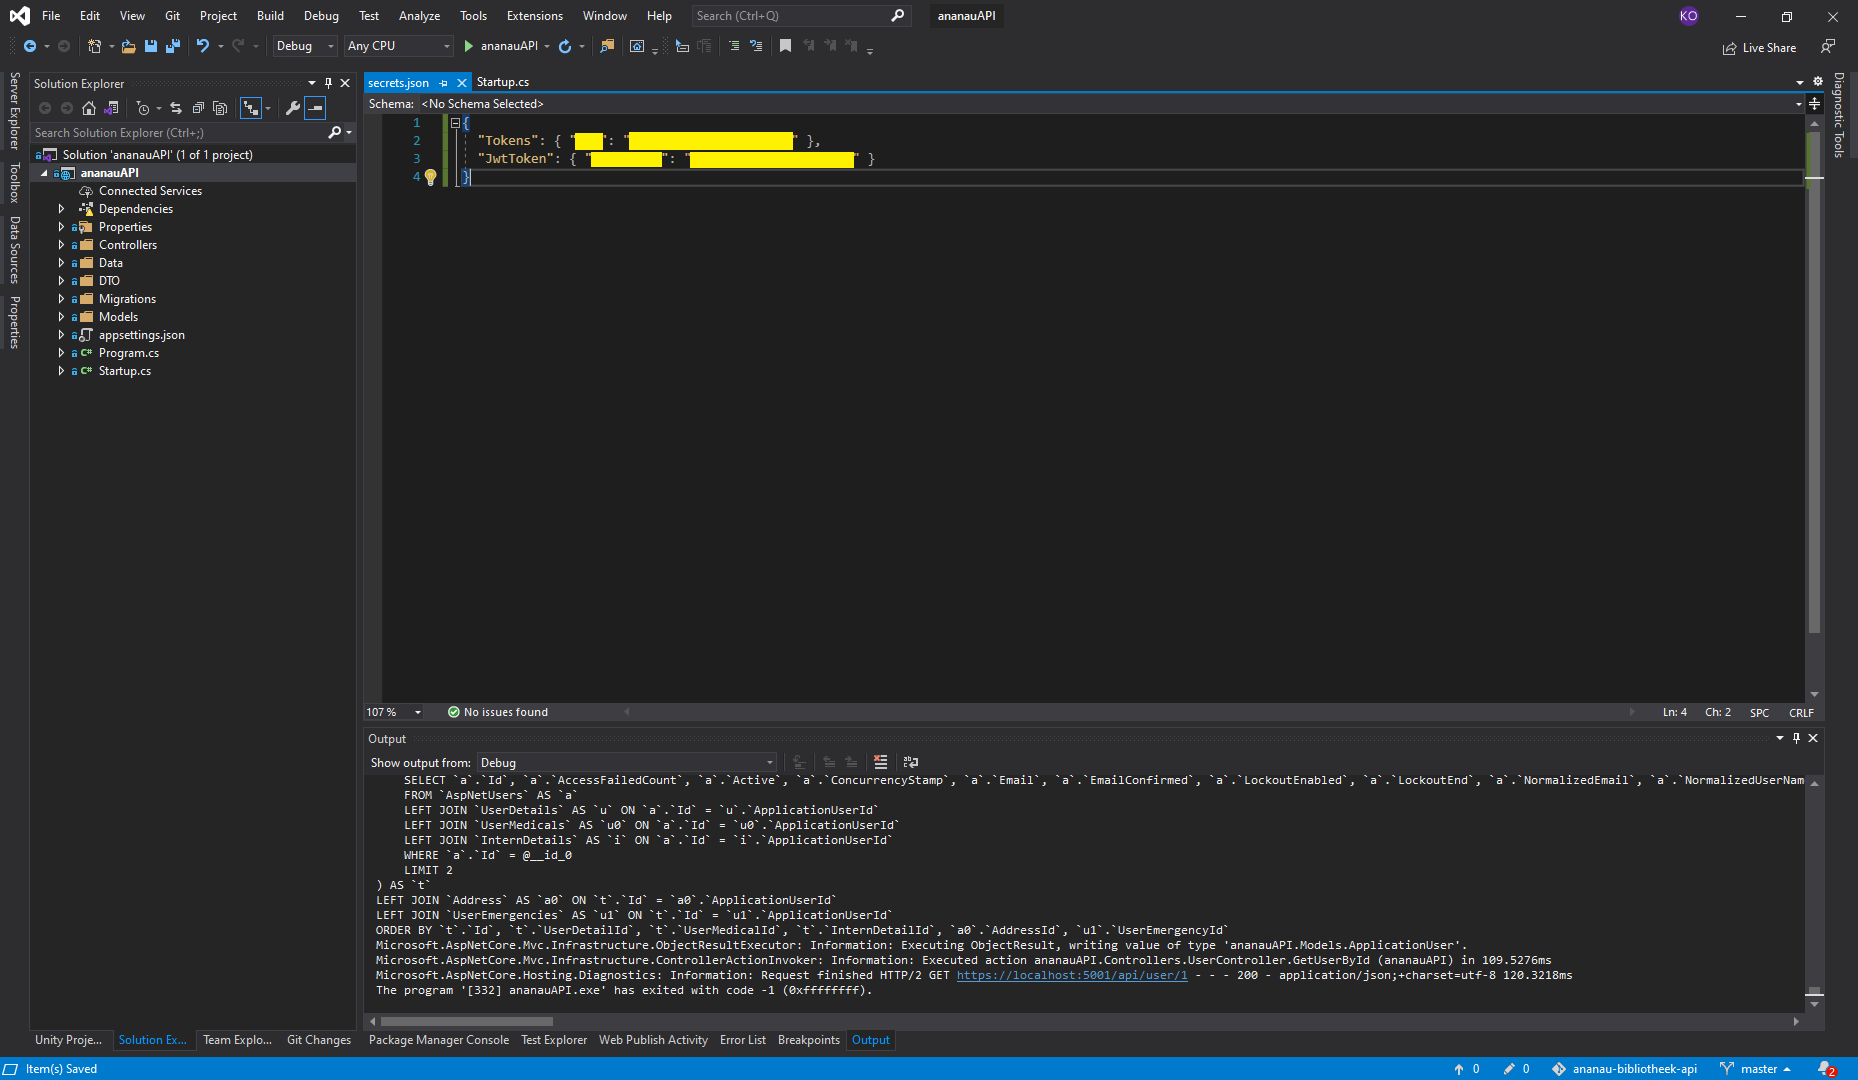 File Edit View Git Project Build Debug Test Analyze Tools Extensions Window Help Search (Ctrl+Q) ananauAPI KO
Debug Any CPU ananauAPI Live Share
Server Explorer
Toolbox
Data Sources
Properties
Solution Explorer
Search Solution Explorer (Ctrl+;)
Solution 'ananauAPI' (1 of 1 project)
ananauAPI
Connected Services
Dependencies
Properties
Controllers
Data
DTO
Migrations
Models
appsettings.json
C# Program.cs
C# Startup.cs
Unity Proje... Solution Ex... Team Explo... Git Changes
secrets.json Startup.cs
Schema: <No Schema Selected>
1 {
2 "Tokens": { " ": " " },
3 "JwtToken": { " ": " " }
4 }
107 % No issues found Ln: 4 Ch: 2 SPC CRLF
Output
Show output from: Debug
SELECT `a`.`Id`, `a`.`AccessFailedCount`, `a`.`Active`, `a`.`ConcurrencyStamp`, `a`.`Email`, `a`.`EmailConfirmed`, `a`.`LockoutEnabled`, `a`.`LockoutEnd`, `a`.`NormalizedEmail`, `a`.`NormalizedUserName
FROM `AspNetUsers` AS `a`
LEFT JOIN `UserDetails` AS `u` ON `a`.`Id` = `u`.`ApplicationUserId`
LEFT JOIN `UserMedicals` AS `u0` ON `a`.`Id` = `u0`.`ApplicationUserId`
LEFT JOIN `InternDetails` AS `i` ON `a`.`Id` = `i`.`ApplicationUserId`
WHERE `a`.`Id` = @__id_0
LIMIT 2
) AS `t`
LEFT JOIN `Address` AS `a0` ON `t`.`Id` = `a0`.`ApplicationUserId`
LEFT JOIN `UserEmergencies` AS `u1` ON `t`.`Id` = `u1`.`ApplicationUserId`
ORDER BY `t`.`Id`, `t`.`UserDetailId`, `t`.`UserMedicalId`, `t`.`InternDetailId`, `a0`.`AddressId`, `u1`.`UserEmergencyId`
Microsoft.AspNetCore.Mvc.Infrastructure.ObjectResultExecutor: Information: Executing ObjectResult, writing value of type 'ananauAPI.Models.ApplicationUser'.
Microsoft.AspNetCore.Mvc.Infrastructure.ControllerActionInvoker: Information: Executed action ananauAPI.Controllers.UserController.GetUserById (ananauAPI) in 109.5276ms
Microsoft.AspNetCore.Hosting.Diagnostics: Information: Request finished HTTP/2 GET https://localhost:5001/api/user/1 - - - 200 - application/json;+charset=utf-8 120.3218ms
The program '[332] ananauAPI.exe' has exited with code -1 (0xffffffff).
Package Manager Console Test Explorer Web Publish Activity Error List Breakpoints Output
Diagnostic Tools
Item(s) Saved 0 0 ananau-bibliotheek-api master 2